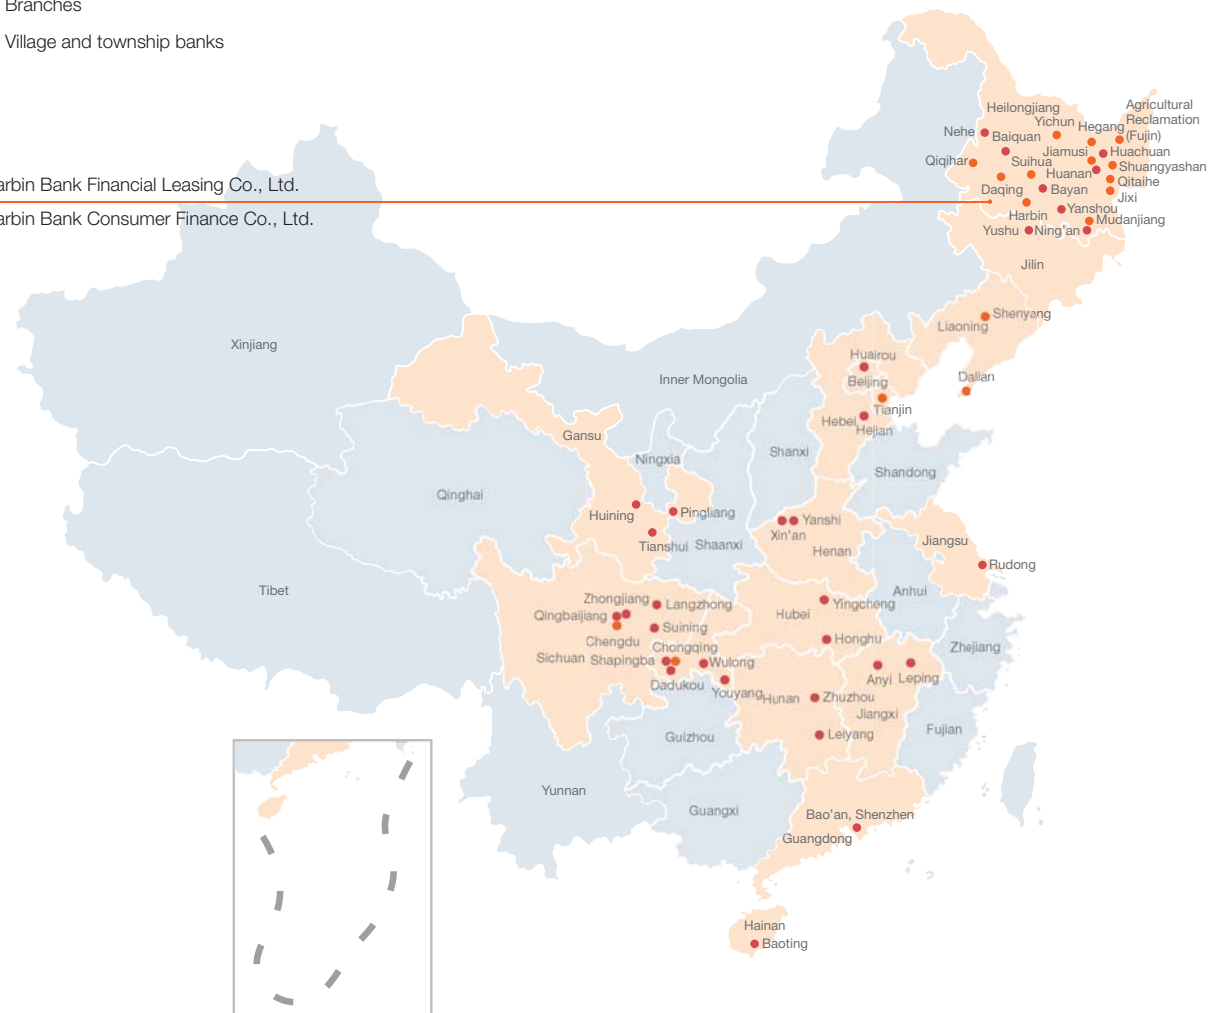 Branches
Village and township banks
arbin Bank Financial Leasing Co., Ltd.
arbin Bank Consumer Finance Co., Ltd.
Heilongjiang
Agricultural
Reclamation
(Fujin)
Yichun
Hegang
Nehe
Baiquan
Jiamusi
Huachuan
Qiqihar
Suihua
Shuangyashan
Huanan
Qitaihe
Daqing
Bayan
Jixi
Harbin
Yanshou
Mudanjiang
Yushu
Ning'an
Jilin
Shenyang
Liaoning
Xinjiang
Huairou
Inner Mongolia
Beijing
Dalian
Tianjin
Hebei
Hejian
Gansu
Shanxi
Ningxia
Shandong
Qinghai
Huining
Pingliang
Yanshi
Xin'an
Tianshui
Shaanxi
Henan
Jiangsu
Rudong
Tibet
Anhui
Zhongjiang
Langzhong
Yingcheng
Qingbaijiang
Hubei
Suining
Chengdu
Honghu
Chongqing
Zhejiang
Sichuan
Shapingba
Wulong
Dadukou
Anyi
Leping
Youyang
Hunan
Zhuzhou
Jiangxi
Guizhou
Leiyang
Fujian
Yunnan
Guangxi
Bao'an, Shenzhen
Guangdong
Hainan
Baoting